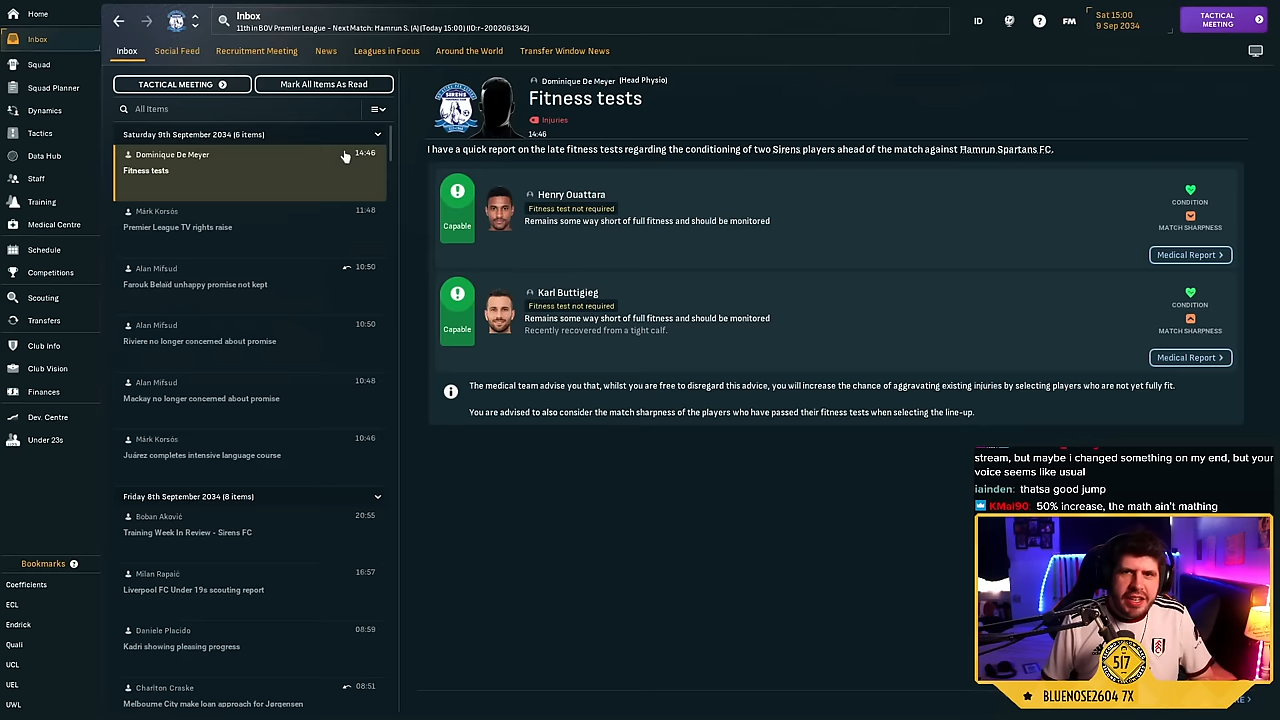 Home
Inbox
Squad
Squad Planner
Dynamics
Tactics
Data Hub
Staff
Training
Medical Centre
Schedule
Competitions
Scouting
Transfers
Club Info
Club Vision
Finances
Dev. Centre
Under 23s
Bookmarks
Coefficients
ECL
Endrick
Quali
UCL
UEL
UWL
Inbox
11th in BOV Premier League - Next Match: Hamrun S. (A) (Today 15:00) (ID:r-2002061342)
ID
FM
Sat 15:00
9 Sep 2034
TACTICAL
MEETING
Inbox
Social Feed
Recruitment Meeting
News
Leagues in Focus
Around the World
Transfer Window News
TACTICAL MEETING
Mark All Items As Read
All Items
Saturday 9th September 2034 (6 items)
Dominique De Meyer 14:46
Fitness tests
Márk Korsós 11:48
Premier League TV rights raise
Alan Mifsud 10:50
Farouk Belaïd unhappy promise not kept
Alan Mifsud 10:50
Riviere no longer concerned about promise
Alan Mifsud 10:48
Mackay no longer concerned about promise
Márk Korsós 10:46
Juárez completes intensive language course
Friday 8th September 2034 (8 items)
Boban Aković 20:55
Training Week In Review - Sirens FC
Milan Rapaić 16:57
Liverpool FC Under 19s scouting report
Daniele Placido 08:59
Kadri showing pleasing progress
Charlton Craske 08:51
Melbourne City make loan approach for Jørgensen
SIRENS
Dominique De Meyer (Head Physio)
Fitness tests
Injuries
14:46
I have a quick report on the late fitness tests regarding the conditioning of two Sirens players ahead of the match against Hamrun Spartans FC.
Capable
Henry Ouattara
Fitness test not required
Remains some way short of full fitness and should be monitored
CONDITION
MATCH SHARPNESS
Medical Report
Capable
Karl Buttigieg
Fitness test not required
Remains some way short of full fitness and should be monitored
Recently recovered from a tight calf.
CONDITION
MATCH SHARPNESS
Medical Report
The medical team advise you that, whilst you are free to disregard this advice, you will increase the chance of aggravating existing injuries by selecting players who are not yet fully fit.
You are advised to also consider the match sharpness of the players who have passed their fitness tests when selecting the line-up.
stream, but maybe i changed something on my end, but your
voice seems like usual
iainden: thatsa good jump
KMai90: 50% increase, the math ain't mathing
517
BLUENOSE2604 7X